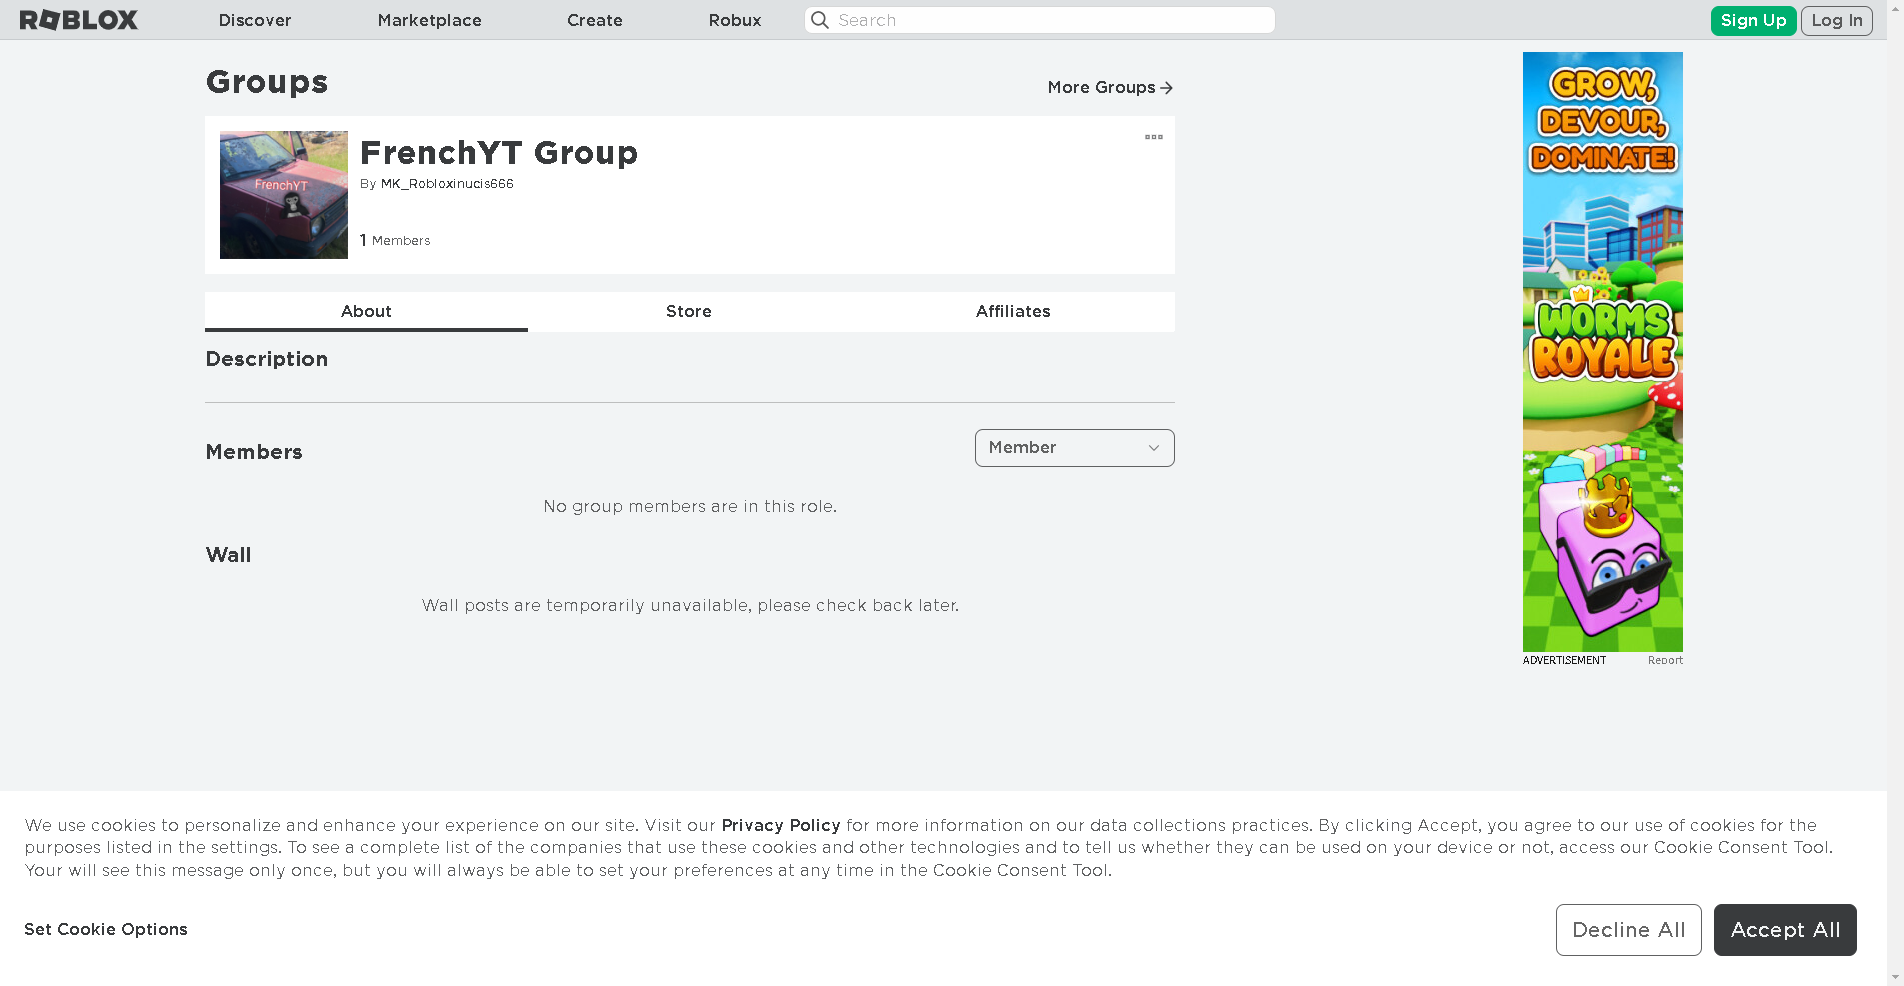 ROBLOX
Discover
Marketplace
Create
Robux
Search
Sign Up
Log In
Groups
More Groups
FrenchYT
FrenchYT Group
By MK_Robloxinucis666
1 Members
About
Store
Affiliates
Description
Members
Member
No group members are in this role.
Wall
Wall posts are temporarily unavailable, please check back later.
GROW,
DEVOUR,
DOMINATE!
WORMS
ROYALE
ADVERTISEMENT
Report
We use cookies to personalize and enhance your experience on our site. Visit our Privacy Policy for more information on our data collections practices. By clicking Accept, you agree to our use of cookies for the
purposes listed in the settings. To see a complete list of the companies that use these cookies and other technologies and to tell us whether they can be used on your device or not, access our Cookie Consent Tool.
Your will see this message only once, but you will always be able to set your preferences at any time in the Cookie Consent Tool.
Set Cookie Options
Decline All
Accept All